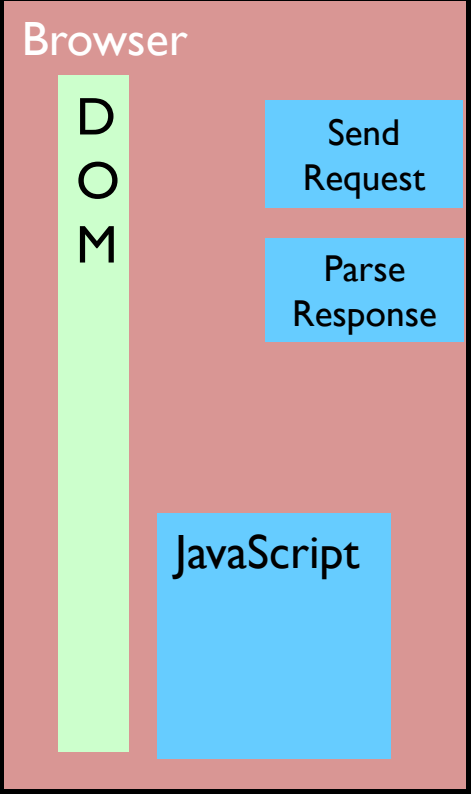 Browser
D
O
M
Send
Request
Parse
Response
JavaScript